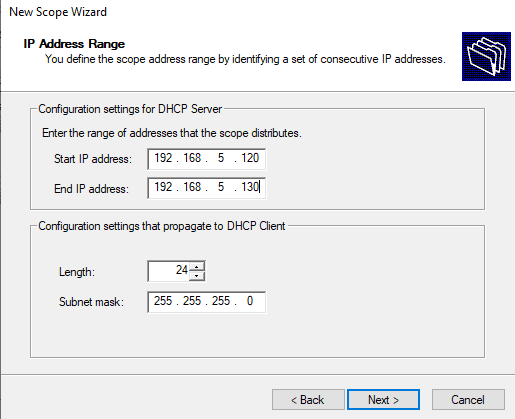 New Scope Wizard
IP Address Range
You define the scope address range by identifying a set of consecutive IP addresses.
Configuration settings for DHCP Server
Enter the range of addresses that the scope distributes.
Start IP address: 192 . 168 . 5 . 120
End IP address: 192 . 168 . 5 . 130
Configuration settings that propagate to DHCP Client
Length: 24
Subnet mask: 255 . 255 . 255 . 0
< Back Next > Cancel